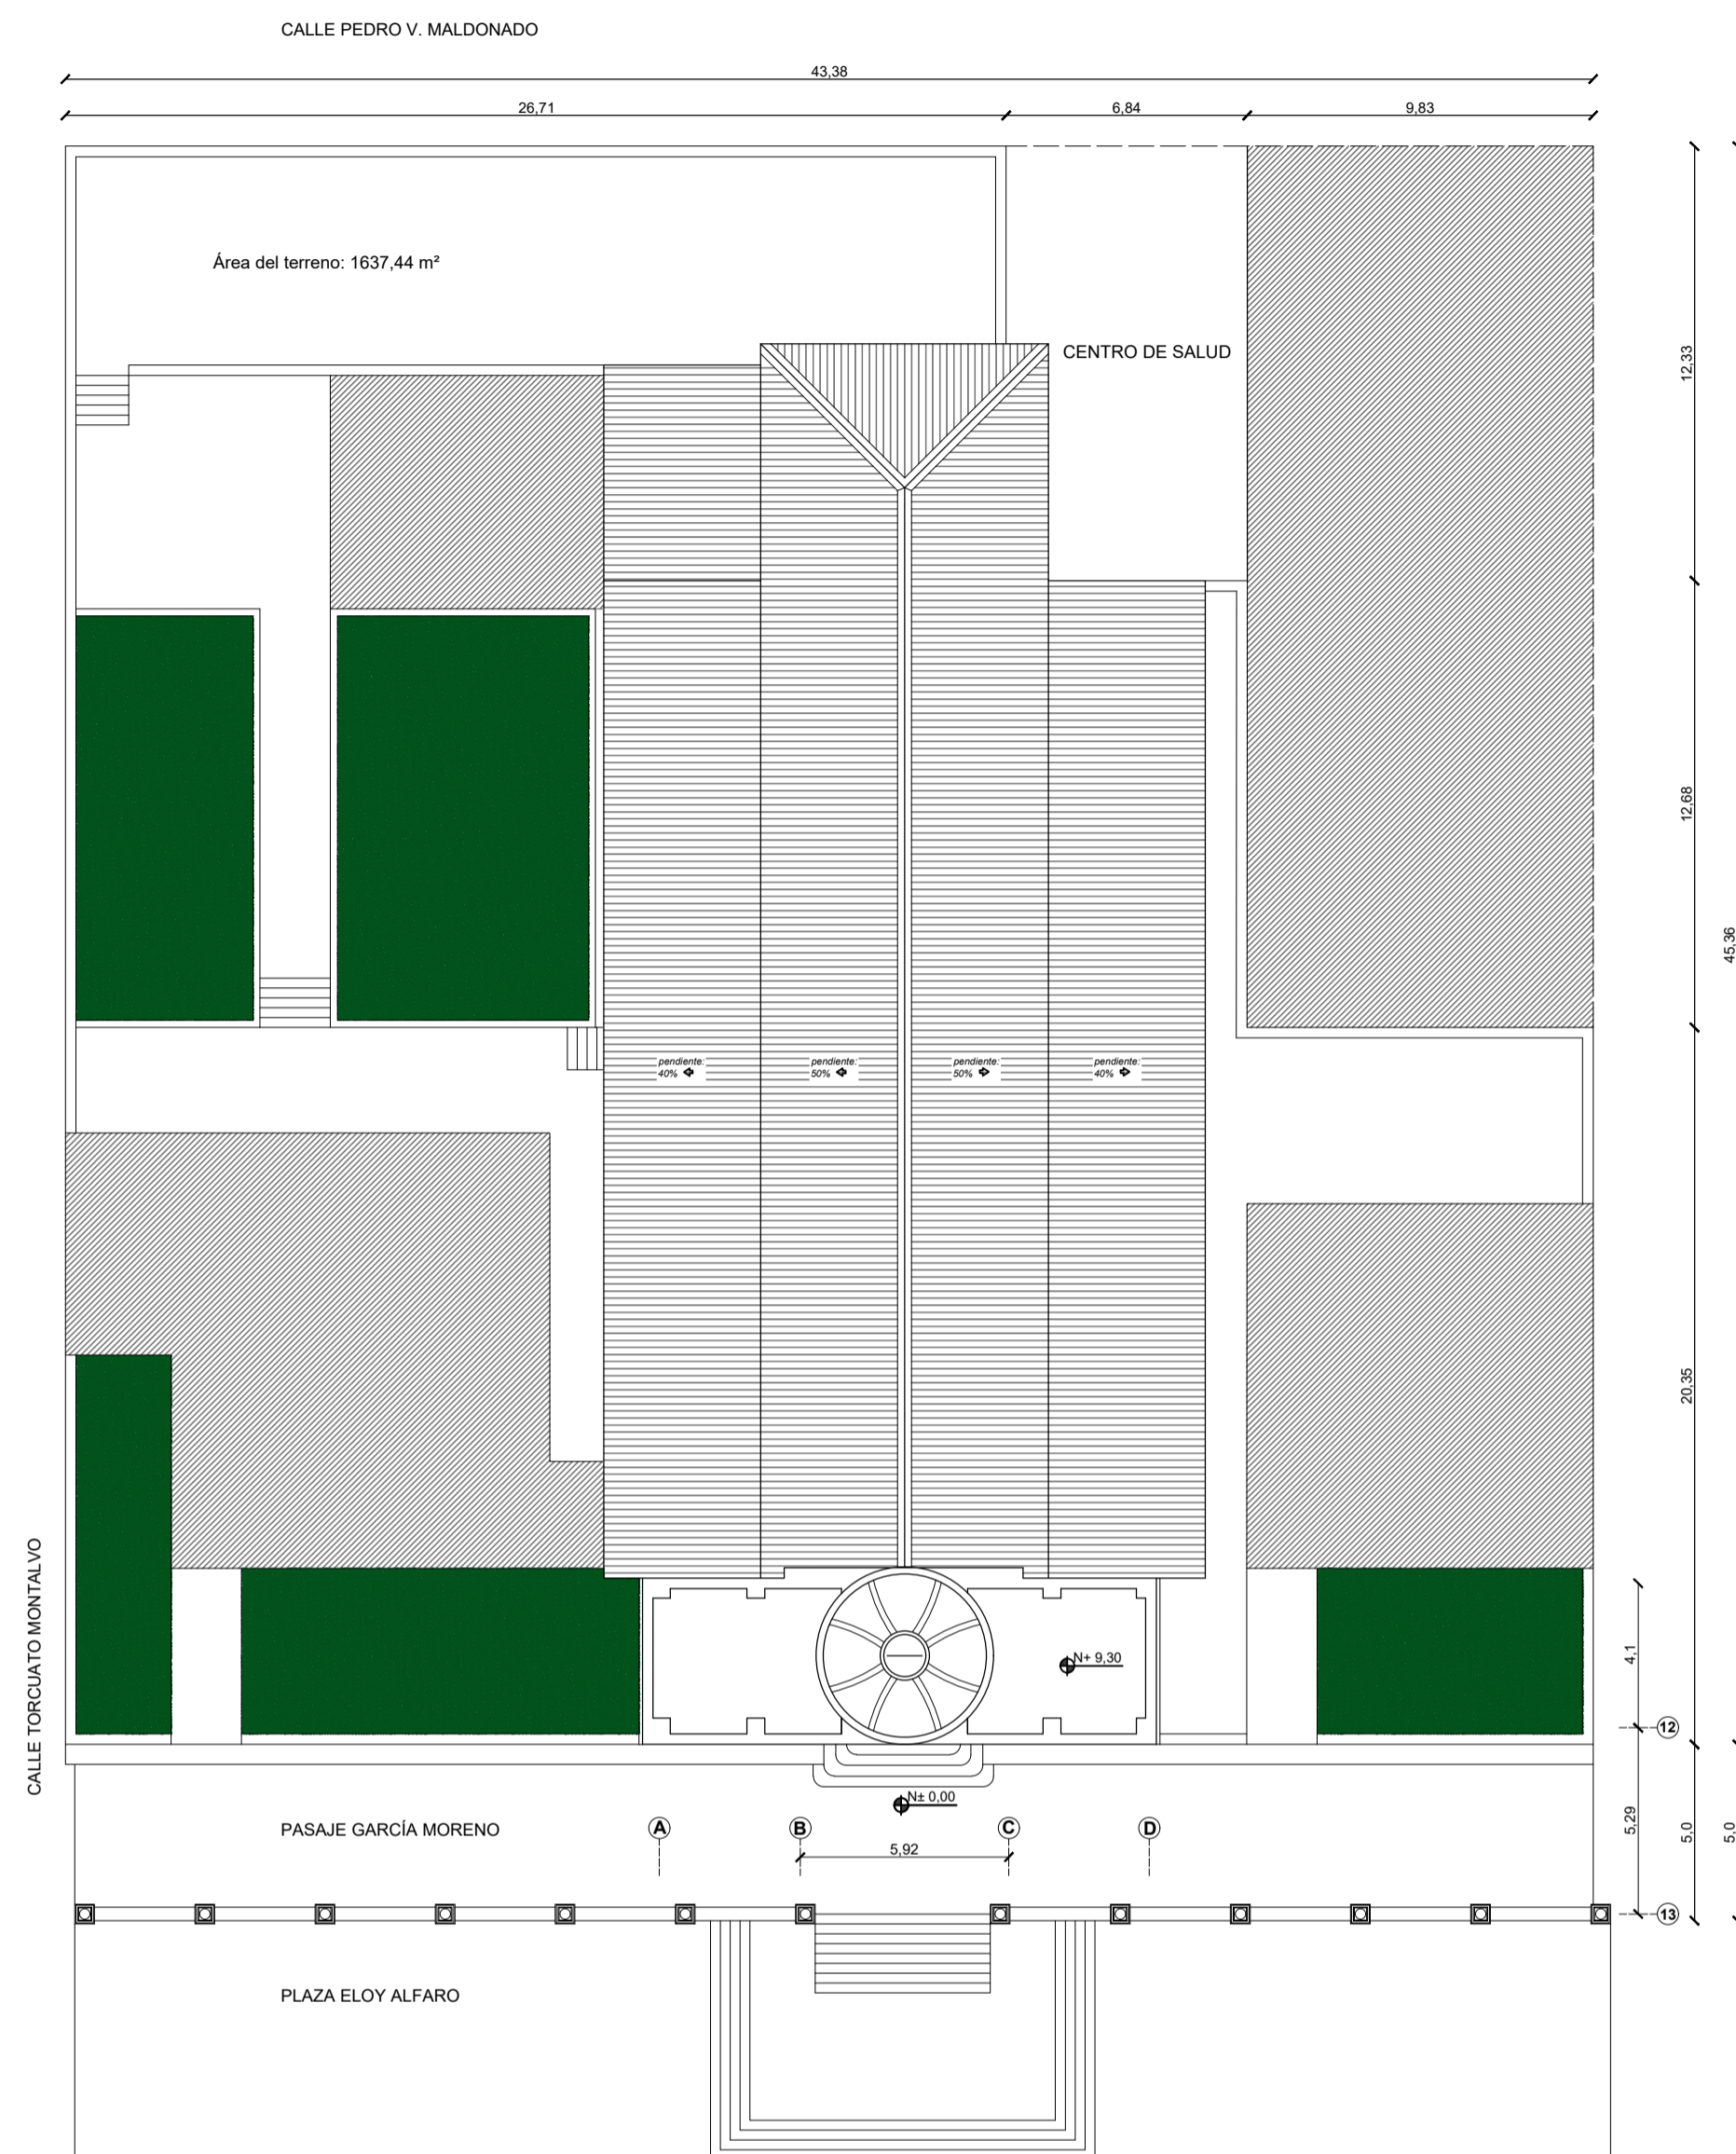 CALLE PEDRO V. MALDONADO
43,38
26,71
6,84
9,83
Área del terreno: 1637,44 m²
CENTRO DE SALUD
12,33
12,68
45,36
pendiente:
40%
pendiente:
50%
pendiente:
50%
pendiente:
40%
20,35
CALLE TORCUATO MONTALVO
N+ 9,30
4,1
12
N± 0,00
PASAJE GARCÍA MORENO
A
B
C
D
5,92
5,29
5,0
5,0
13
PLAZA ELOY ALFARO